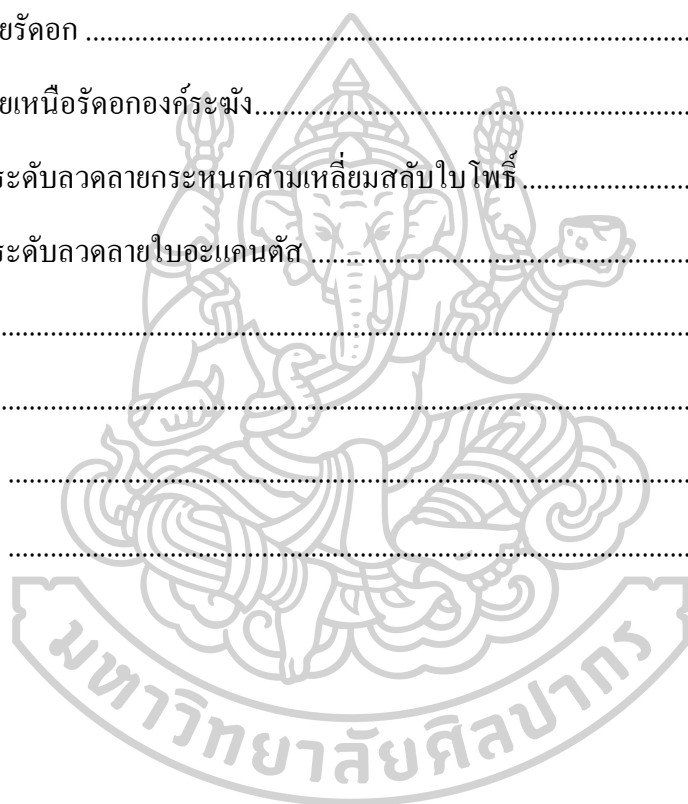 ยรัดอก ........................................................................................
ยเหนือรัดอกองค์ระฆัง................................................................
ระดับลวดลายกระหนกสามเหลี่ยมสลับใบโพธิ์........................
ระดับลวดลายใบอะแคนตัส .......................................................
....................................................................................................
....................................................................................................
...................................................................................................
...................................................................................................
มหาวิทยาลัยศิลปากร